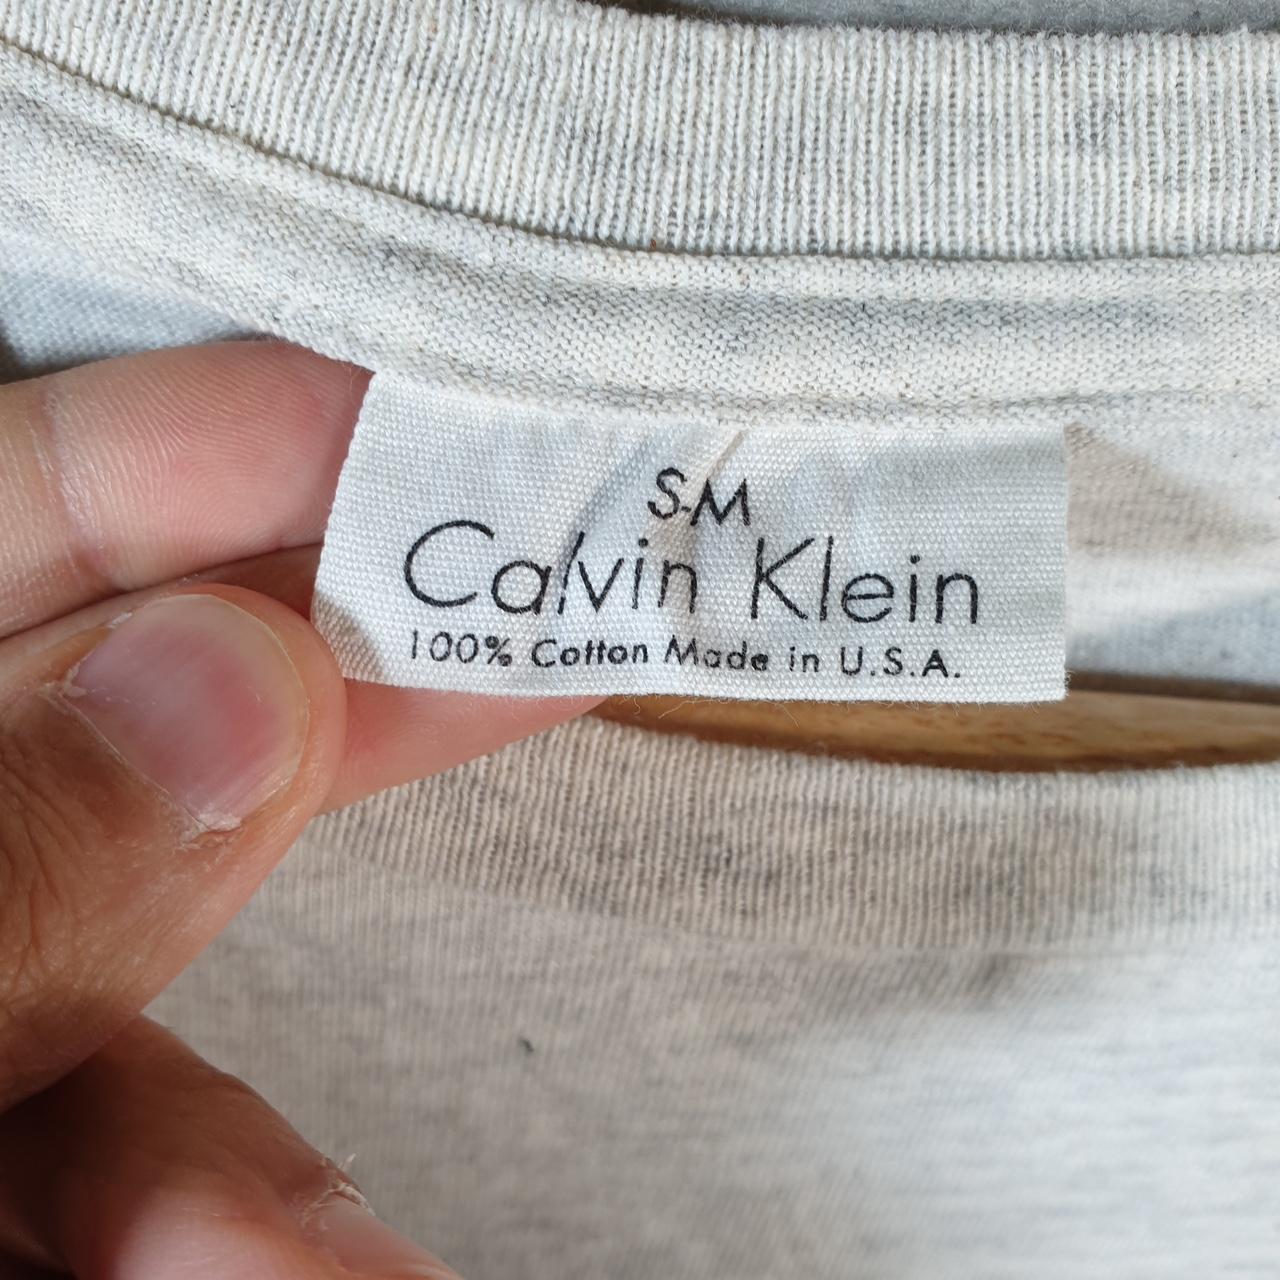 S-M
Calvin Klein
100% Cotton Made in U.S.A.